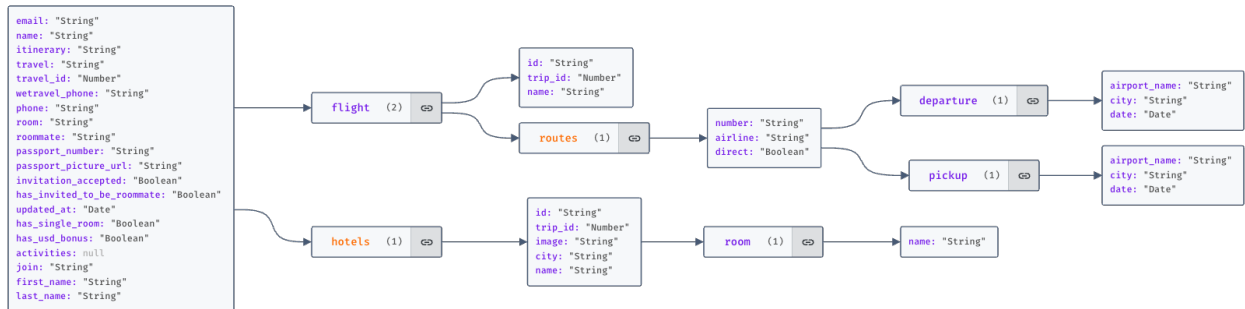 email: "String"
name: "String"
itinerary: "String"
travel: "String"
travel_id: "Number"
wetravel_phone: "String"
phone: "String"
room: "String"
roommate: "String"
passport_number: "String"
passport_picture_url: "String"
invitation_accepted: "Boolean"
has_invited_to_be_roommate: "Boolean"
updated_at: "Date"
has_single_room: "Boolean"
has_usd_bonus: "Boolean"
activities: null
join: "String"
first_name: "String"
last_name: "String"
flight (2)
id: "String"
trip_id: "Number"
name: "String"
routes (1)
number: "String"
airline: "String"
direct: "Boolean"
departure (1)
airport_name: "String"
city: "String"
date: "Date"
pickup (1)
airport_name: "String"
city: "String"
date: "Date"
hotels (1)
id: "String"
trip_id: "Number"
image: "String"
city: "String"
name: "String"
room (1)
name: "String"